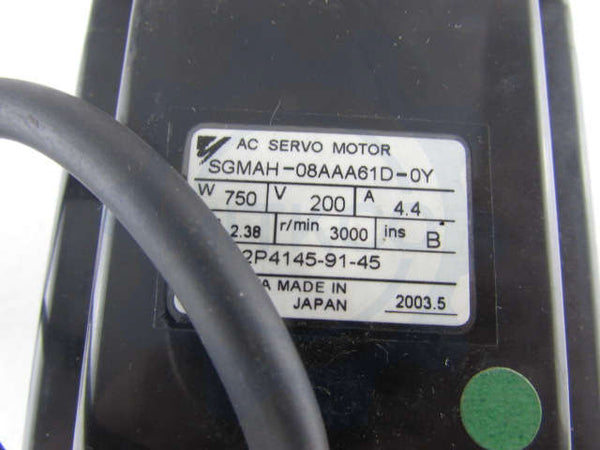 AC SERVO MOTOR
SGMAH-08AAA61D-0Y
W 750 V 200 A 4.4
2.38 r/min 3000 ins B
2P4145-91-45
A MADE IN
JAPAN 2003.5